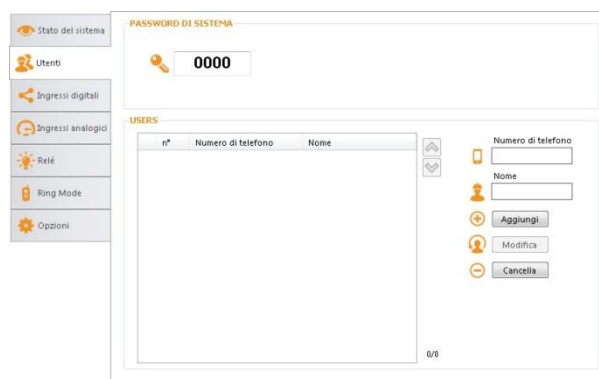 Stato del sistema
Utenti
Ingressi digitali
Ingressi analogici
Relé
Ring Mode
Opzioni
PASSWORD DI SISTEMA
0000
USERS
n° Numero di telefono Nome
0/8
Numero di telefono
Nome
Aggiungi
Modifica
Cancella